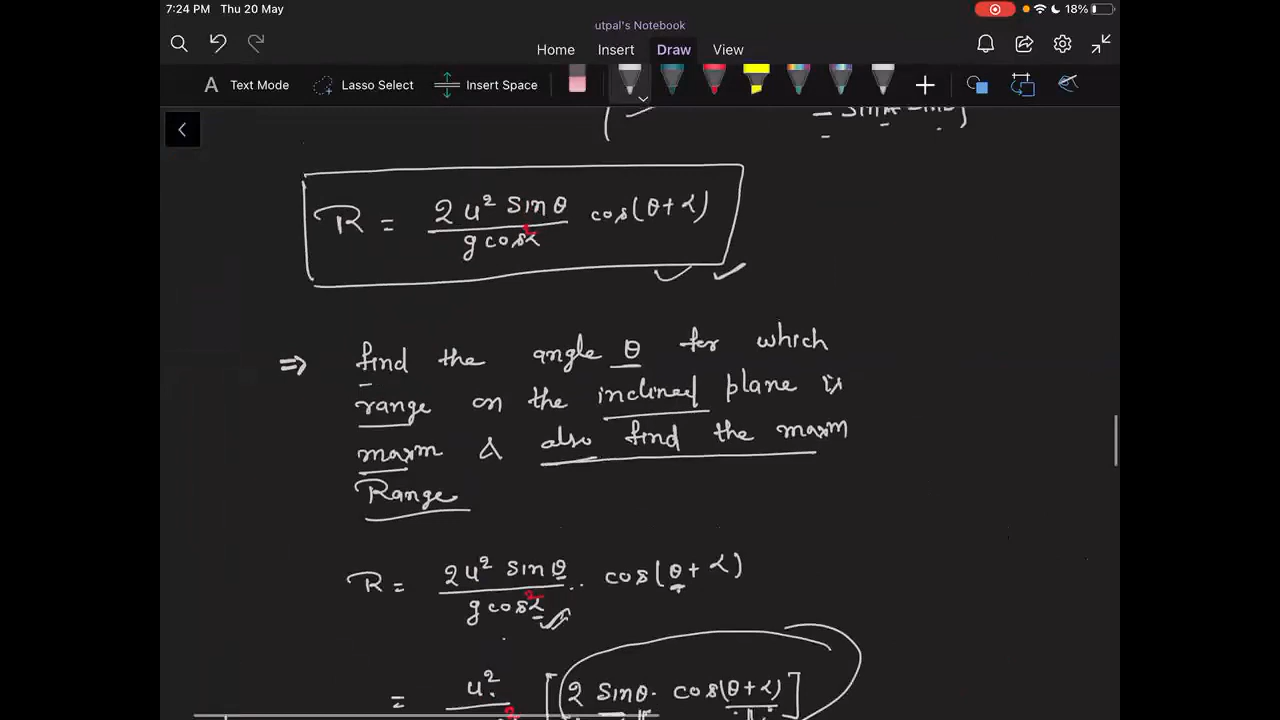 7:24 PM Thu 20 May
18%
utpal's Notebook
Home Insert Draw View
Text Mode Lasso Select Insert Space
R = 2u² sinθ / g cos²α cos(θ+α)
⇒ find the angle θ for which
range on the inclined plane is
maxm & also find the maxm
Range
R = 2u² sinθ / g cos²α . . cos(θ+α)
= u² / [2 sinθ. cos(θ+α)]